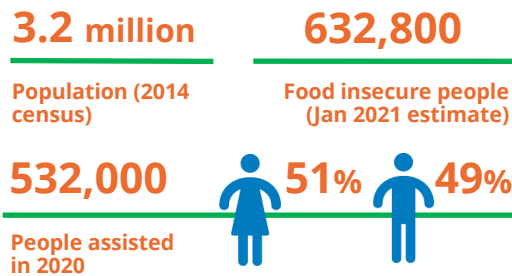 3.2 million
632,800
Population (2014
census)
Food insecure people
(Jan 2021 estimate)
532,000
51%
49%
People assisted
in 2020